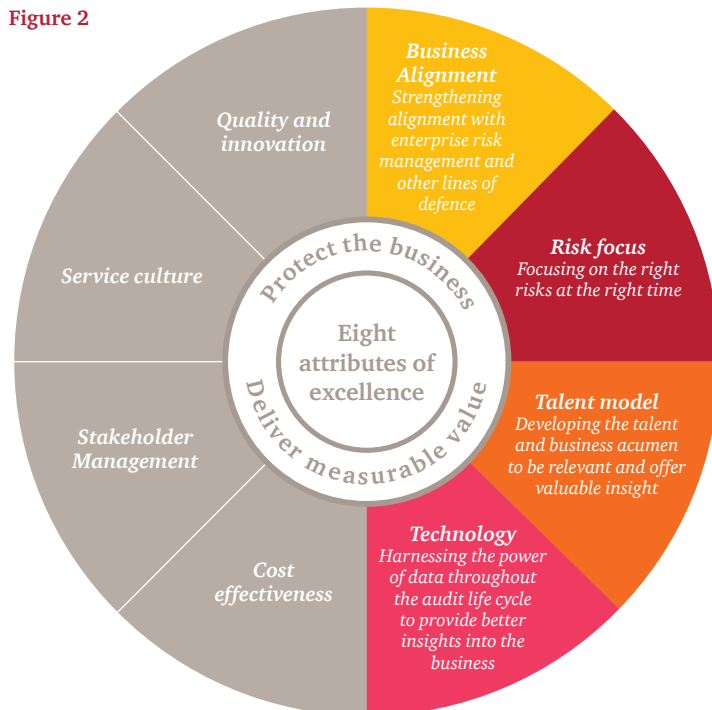 Figure 2
Business
Alignment
Strengthening
alignment with
enterprise risk
management and
other lines of
defence
Risk focus
Focusing on the right
risks at the right time
Talent model
Developing the talent
and business acumen
to be relevant and offer
valuable insight
Technology
Harnessing the power
of data throughout
the audit life cycle
to provide better
insights into the
business
Cost
effectiveness
Stakeholder
Management
Service culture
Quality and
innovation
Protect the business
Eight
attributes of
excellence
Deliver measurable value